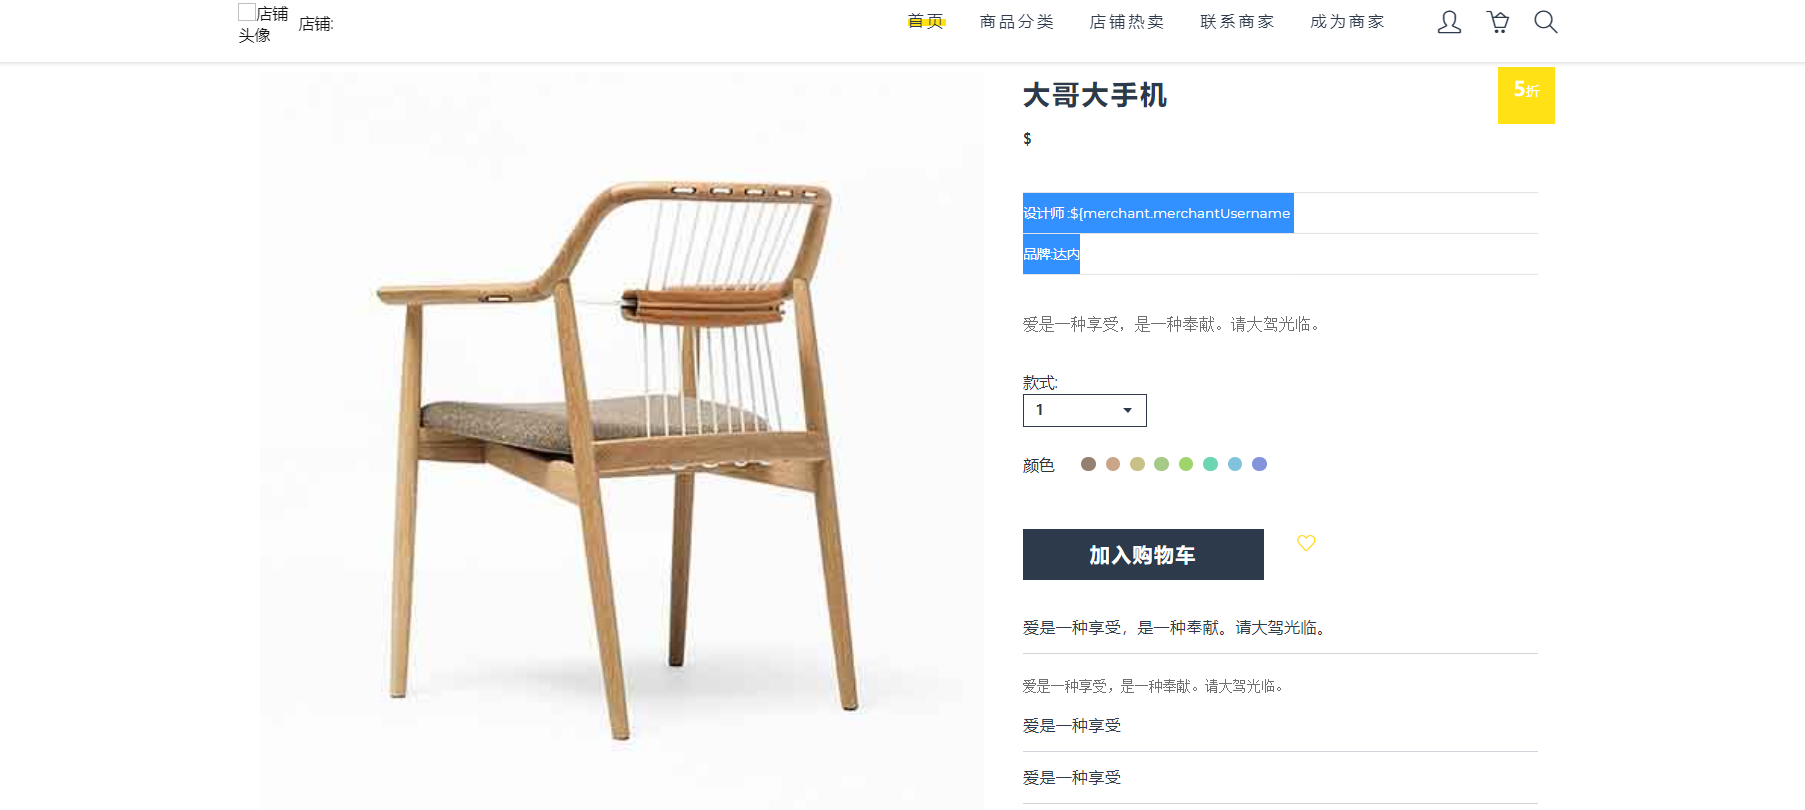 店铺头像 店铺:
首页 商品分类 店铺热卖 联系商家 成为商家
大哥大手机
5折
$
设计师 :${merchant.merchantUsername
品牌:达内
爱是一种享受，是一种奉献。请大驾光临。
款式:
1
颜色
加入购物车
爱是一种享受，是一种奉献。请大驾光临。
爱是一种享受，是一种奉献。请大驾光临。
爱是一种享受
爱是一种享受